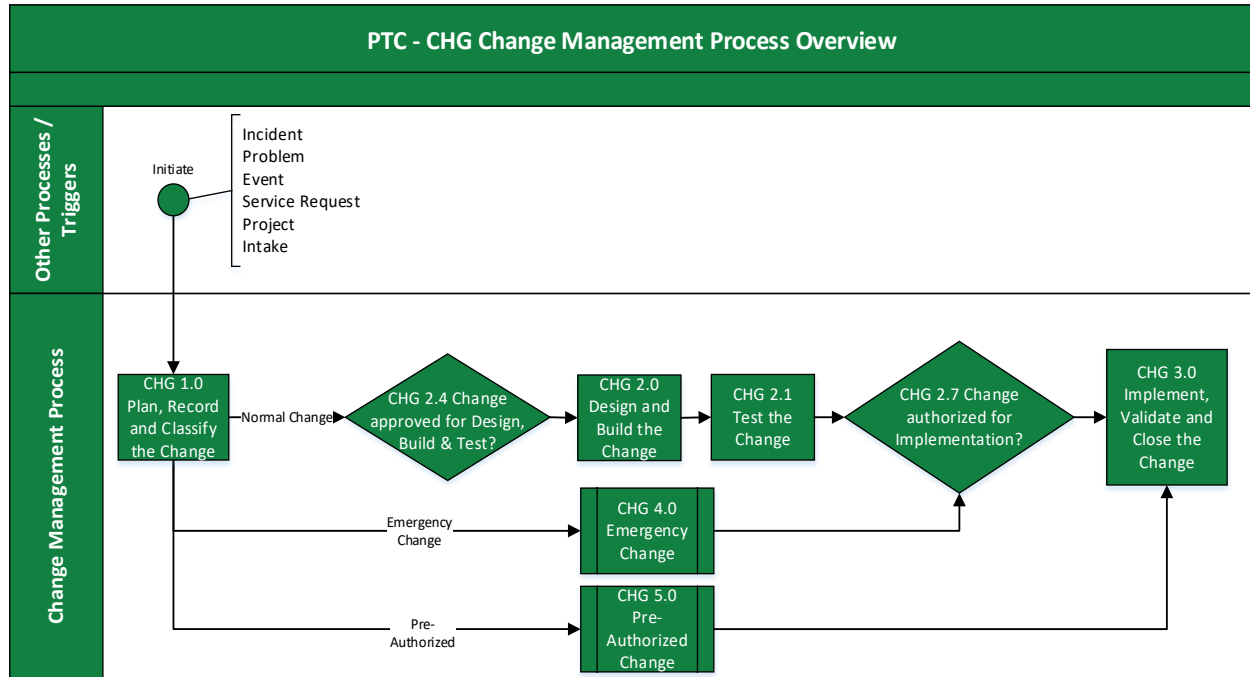 PTC - CHG Change Management Process Overview
Other Processes /
Triggers
Initiate
Incident
Problem
Event
Service Request
Project
Intake
Change Management Process
CHG 1.0
Plan, Record
and Classify
the Change
Normal Change
CHG 2.4 Change
approved for Design,
Build & Test?
CHG 2.0
Design and
Build the
Change
CHG 2.1
Test the
Change
CHG 2.7 Change
authorized for
Implementation?
CHG 3.0
Implement,
Validate and
Close the
Change
Emergency
Change
CHG 4.0
Emergency
Change
Pre-
Authorized
CHG 5.0
Pre-
Authorized
Change